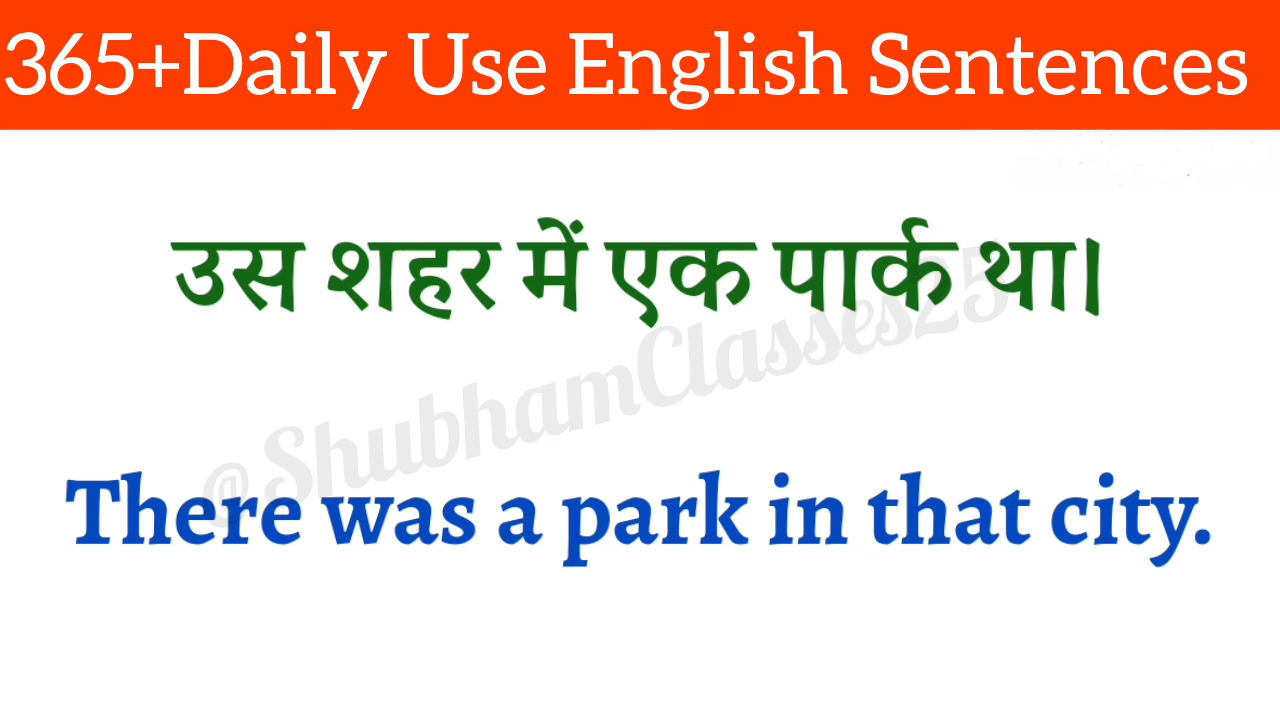 365+Daily Use English Sentences
उस शहर में एक पार्क था।
@ShubhamClasses25
There was a park in that city.